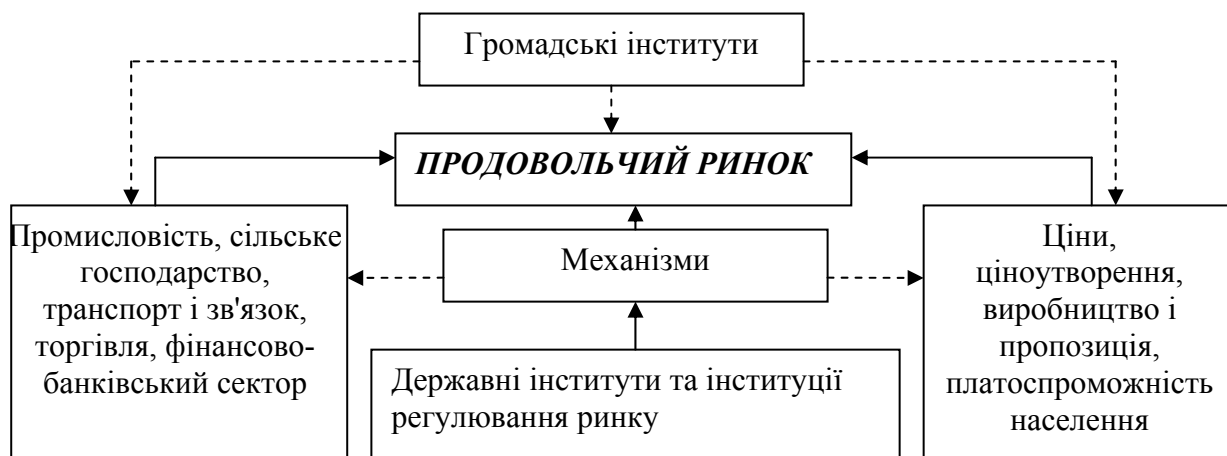 Громадські інститути
ПРОДОВОЛЬЧИЙ РИНОК
Промисловість, сільське
господарство,
транспорт і зв'язок,
торгівля, фінансово-
банківський сектор
Механізми
Державні інститути та інституції
регулювання ринку
Ціни,
ціноутворення,
виробництво і
пропозиція,
платоспроможність
населення